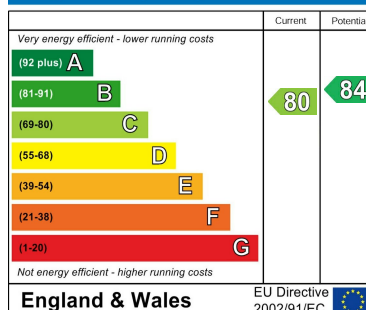 Current Potentia
Very energy efficient - lower running costs
(92 plus) A
(81-91) B
(69-80) C
(55-68) D
(39-54) E
(21-38) F
(1-20) G
80
84
Not energy efficient - higher running costs
England & Wales
EU Directive
2002/91/EC